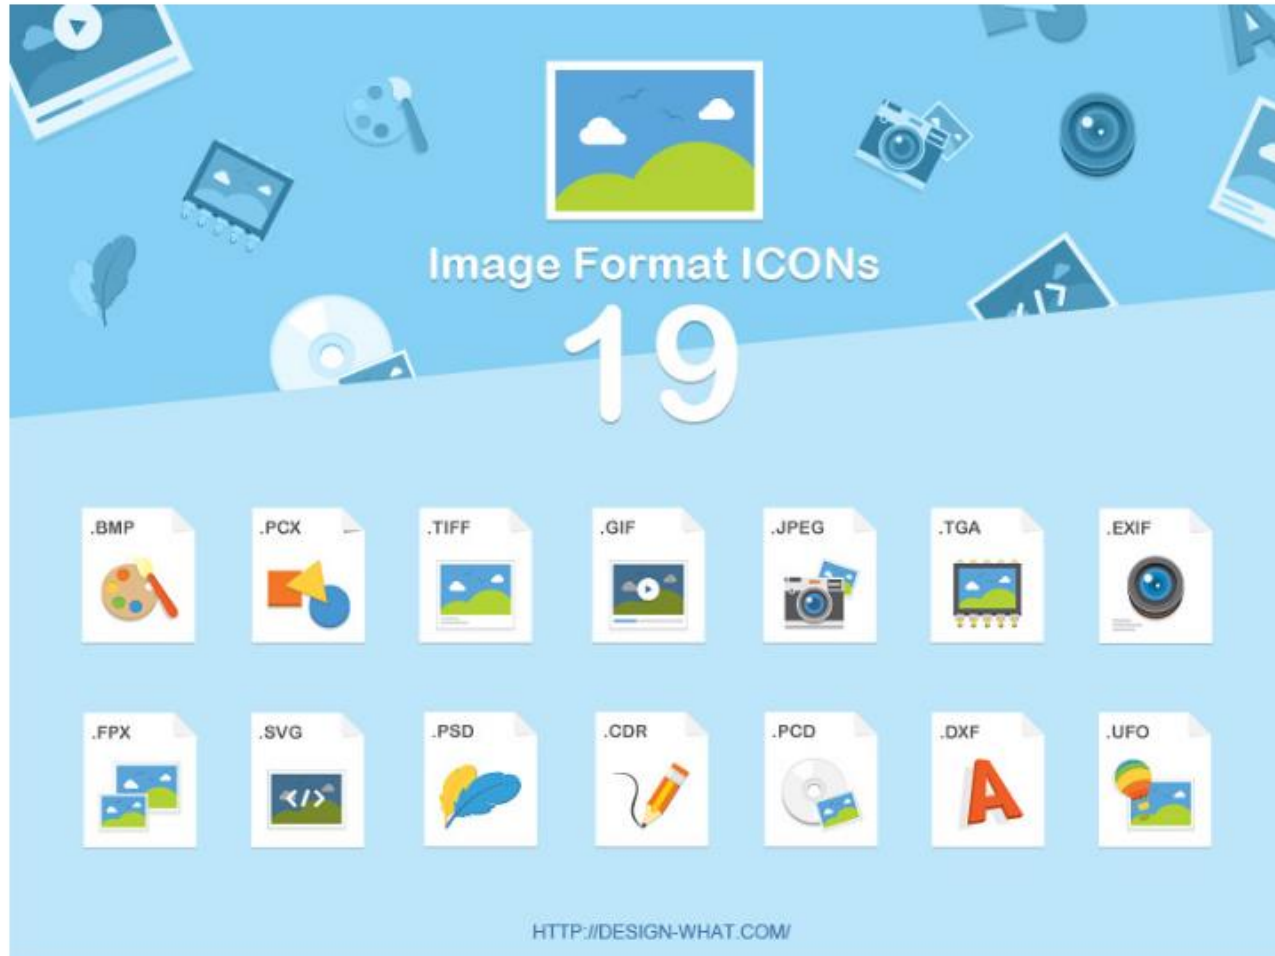 Image Format ICONs
19
.BMP
.PCX
.TIFF
.GIF
.JPEG
.TGA
.EXIF
.FPX
.SVG
</>
.PSD
.CDR
.PCD
.DXF
A
.UFO
HTTP://DESIGN-WHAT.COM/